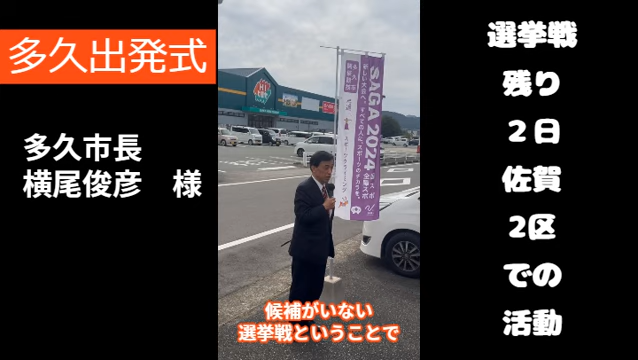 多久出発式
多久市長
横尾俊彦 様
SAGA 2024
候補がいない
選挙戦ということで
選挙戦
残り
2日
佐賀
2区
での
活動